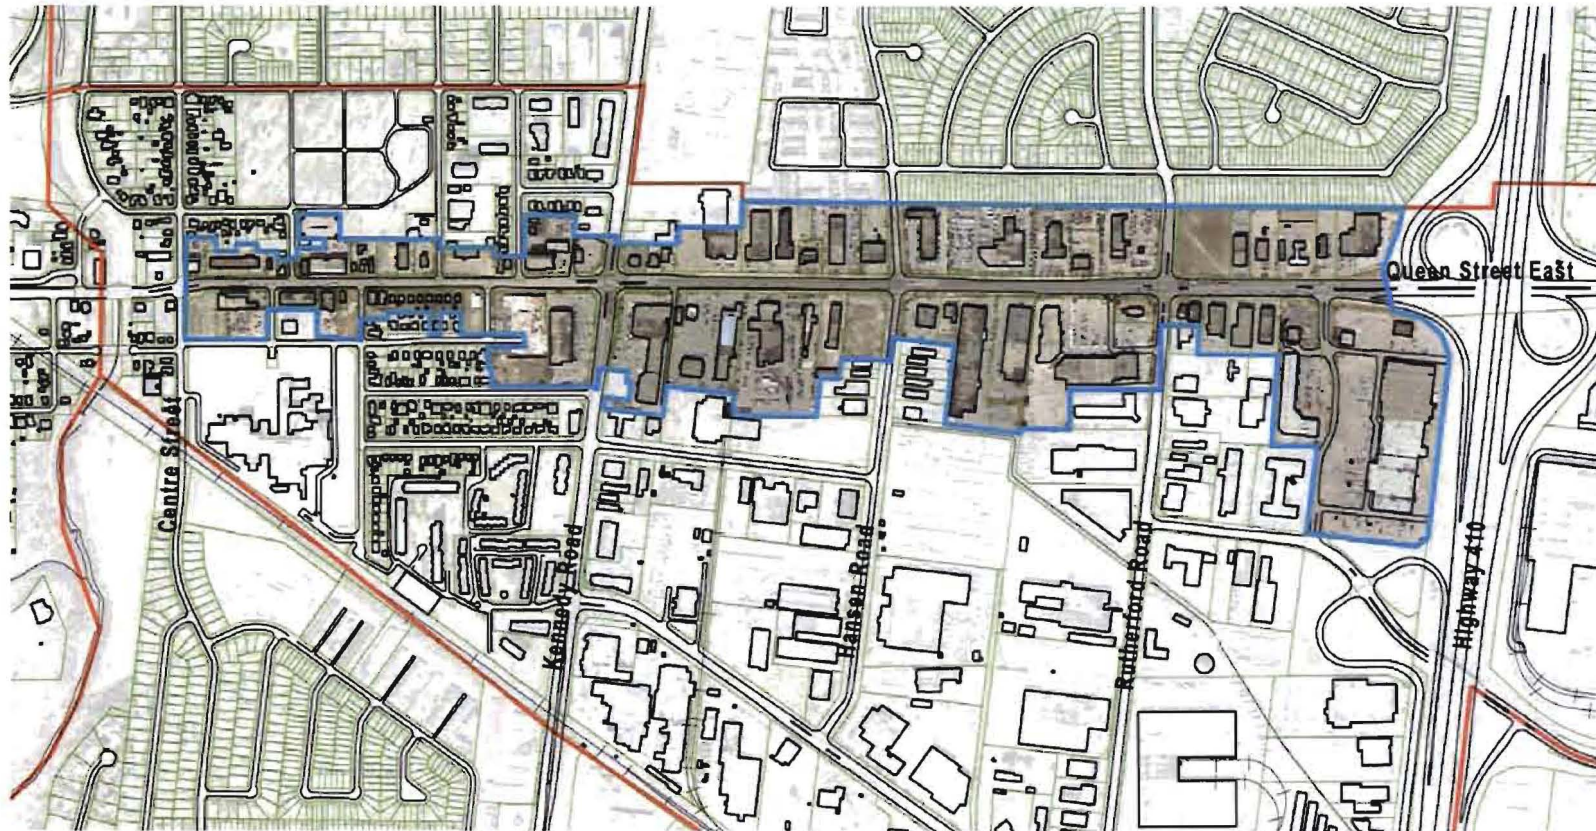 Queen Street East
Centre Street
Kennedy Road
Hansen Road
Rutherford Road
Highway 410